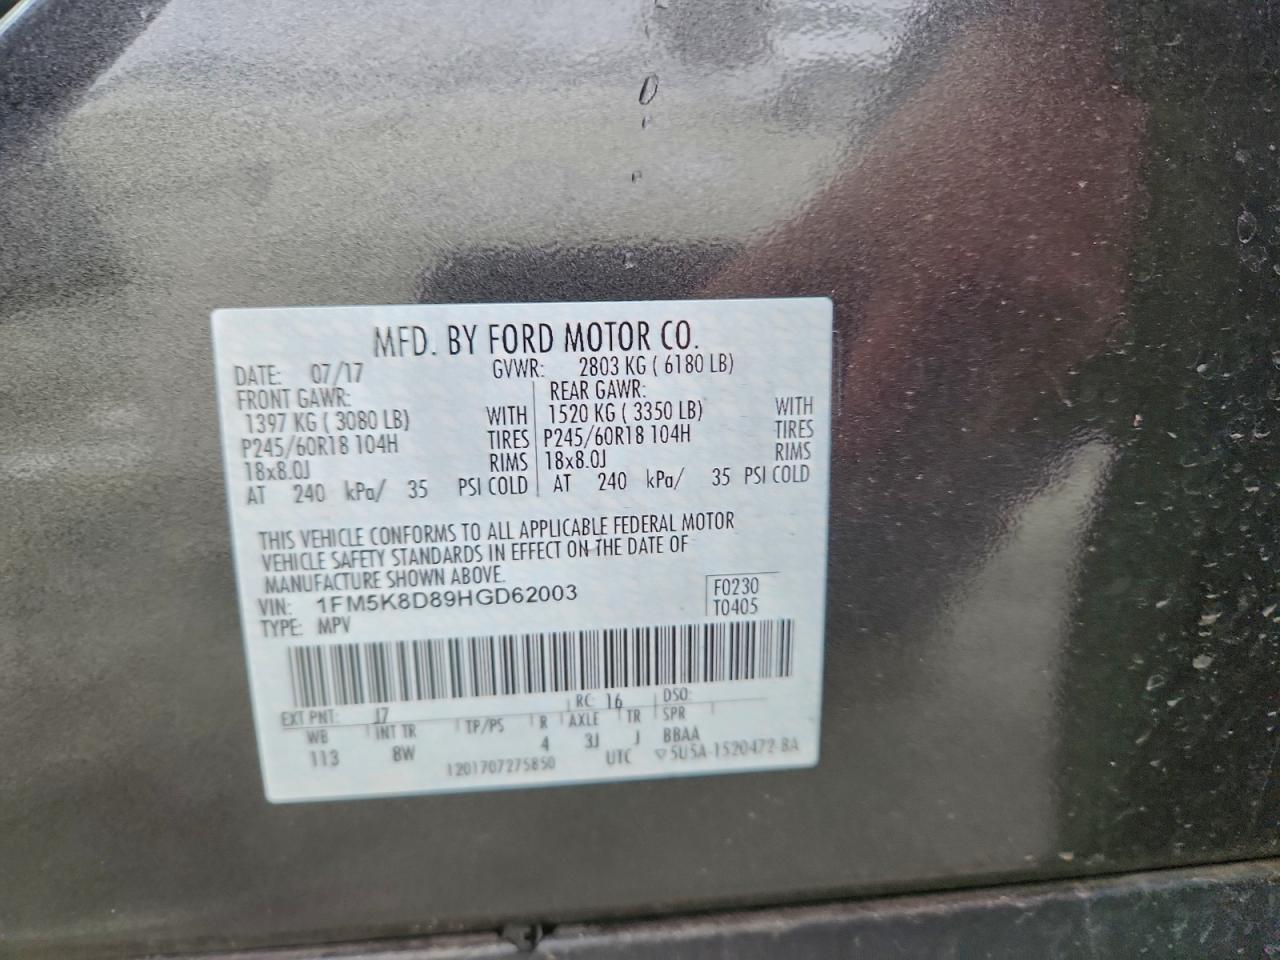 MFD. BY FORD MOTOR CO.
DATE: 07/17 GVWR: 2803 KG ( 6180 LB)
FRONT GAWR: REAR GAWR:
1397 KG ( 3080 LB) WITH 1520 KG ( 3350 LB) WITH
P245/60R18 104H TIRES P245/60R18 104H TIRES
18x8.0J RIMS 18x8.0J RIMS
AT 240 kPa/ 35 PSI COLD AT 240 kPa/ 35 PSI COLD
THIS VEHICLE CONFORMS TO ALL APPLICABLE FEDERAL MOTOR
VEHICLE SAFETY STANDARDS IN EFFECT ON THE DATE OF
MANUFACTURE SHOWN ABOVE.
VIN: 1FM5K8D89HGD62003 F0230
TYPE: MPV T0405
EXT PNT: J7 RC: 16 DSO:
WB INT TR TP/PS R AXLE TR SPR
113 8W 4 3J J BBAA
1201707275850 UTC ▽5U5A-1520472-BA